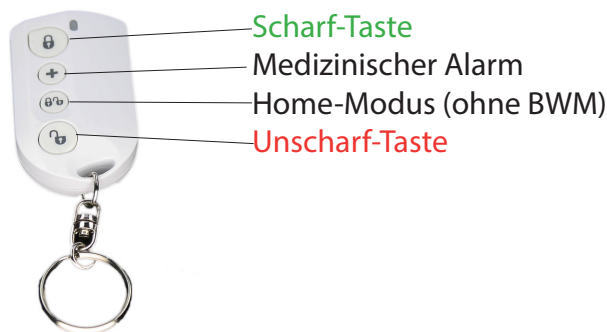 Scharf-Taste
Medizinischer Alarm
Home-Modus (ohne BWM)
Unscharf-Taste